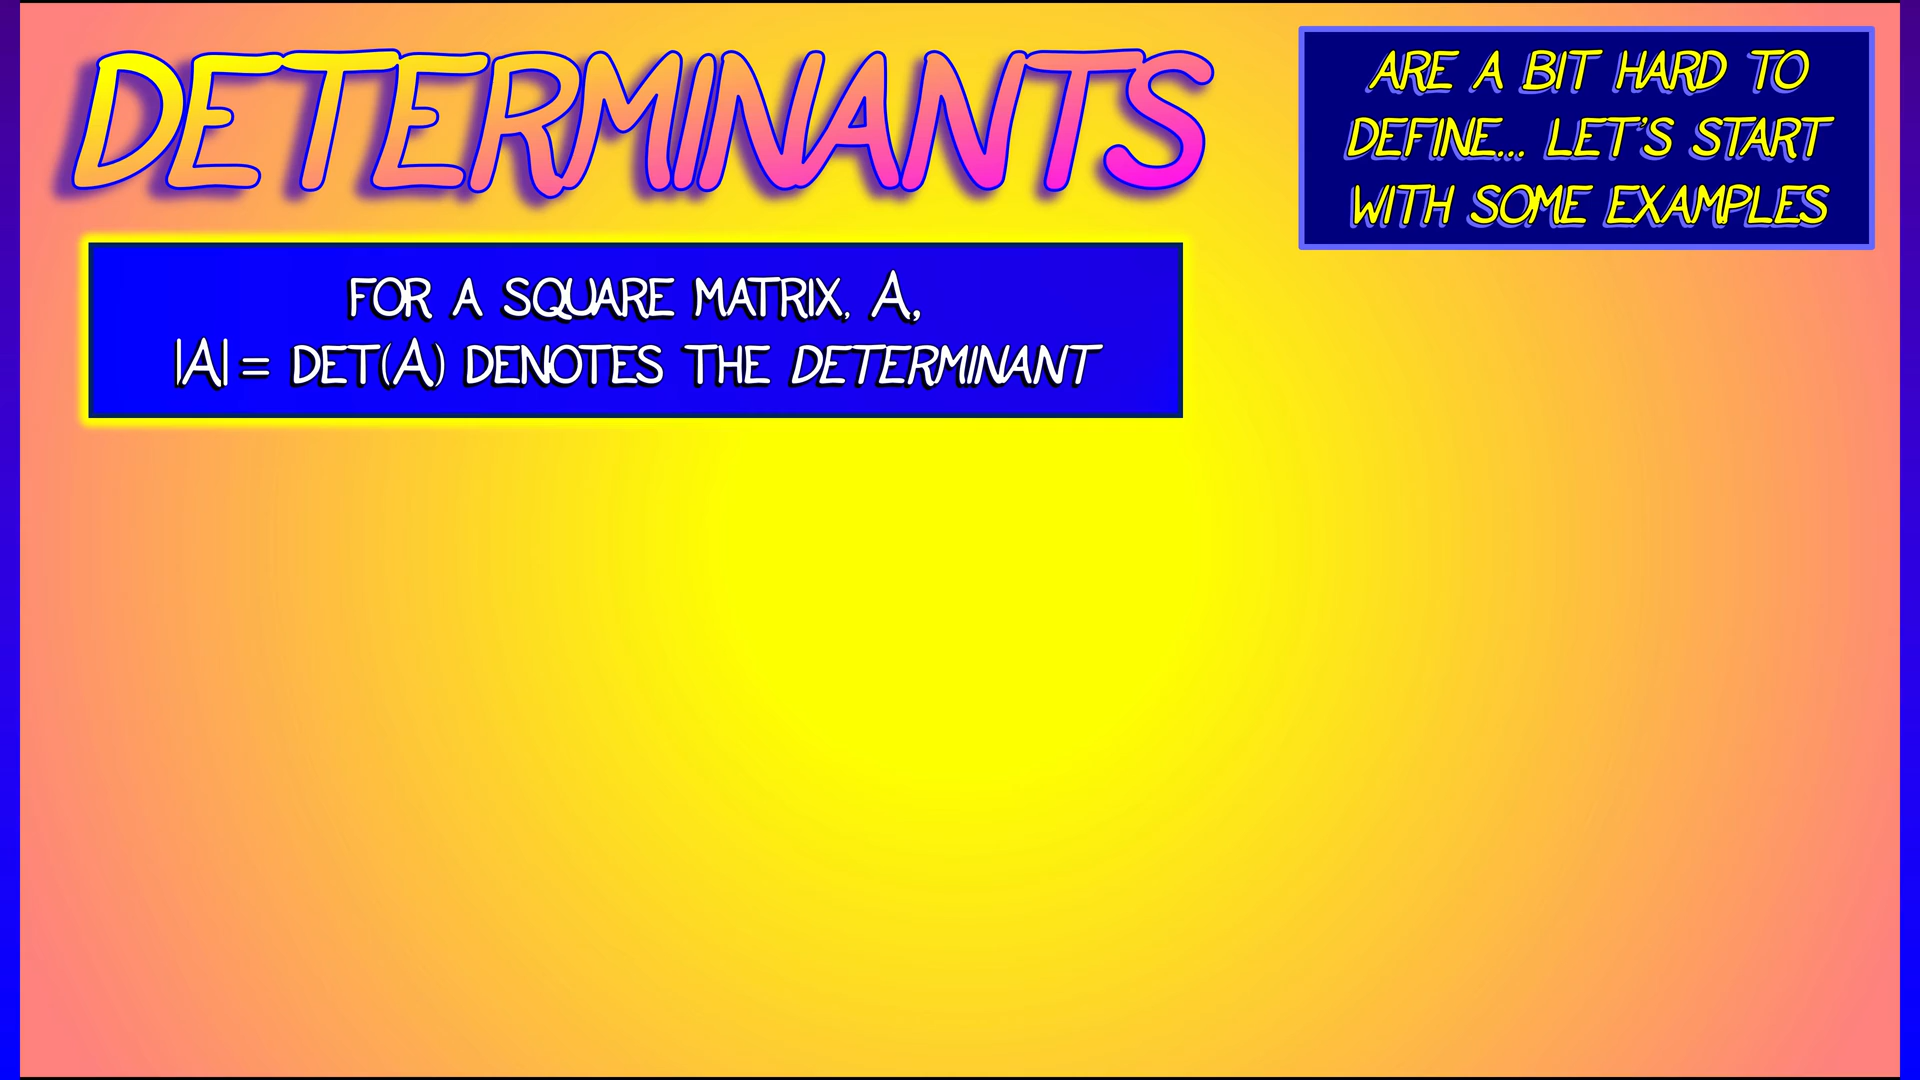 DETERMINANTS
ARE A BIT HARD TO
DEFINE... LET'S START
WITH SOME EXAMPLES
FOR A SQUARE MATRIX, A,
|A| = DET(A) DENOTES THE DETERMINANT